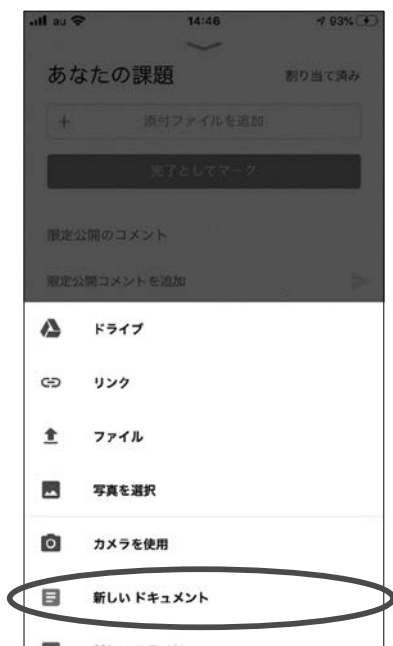 au 14:46 93%
あなたの課題 割り当て済み
+ 添付ファイルを追加
完了としてマーク
限定公開のコメント
限定公開コメントを追加
ドライブ
リンク
ファイル
写真を選択
カメラを使用
新しいドキュメント